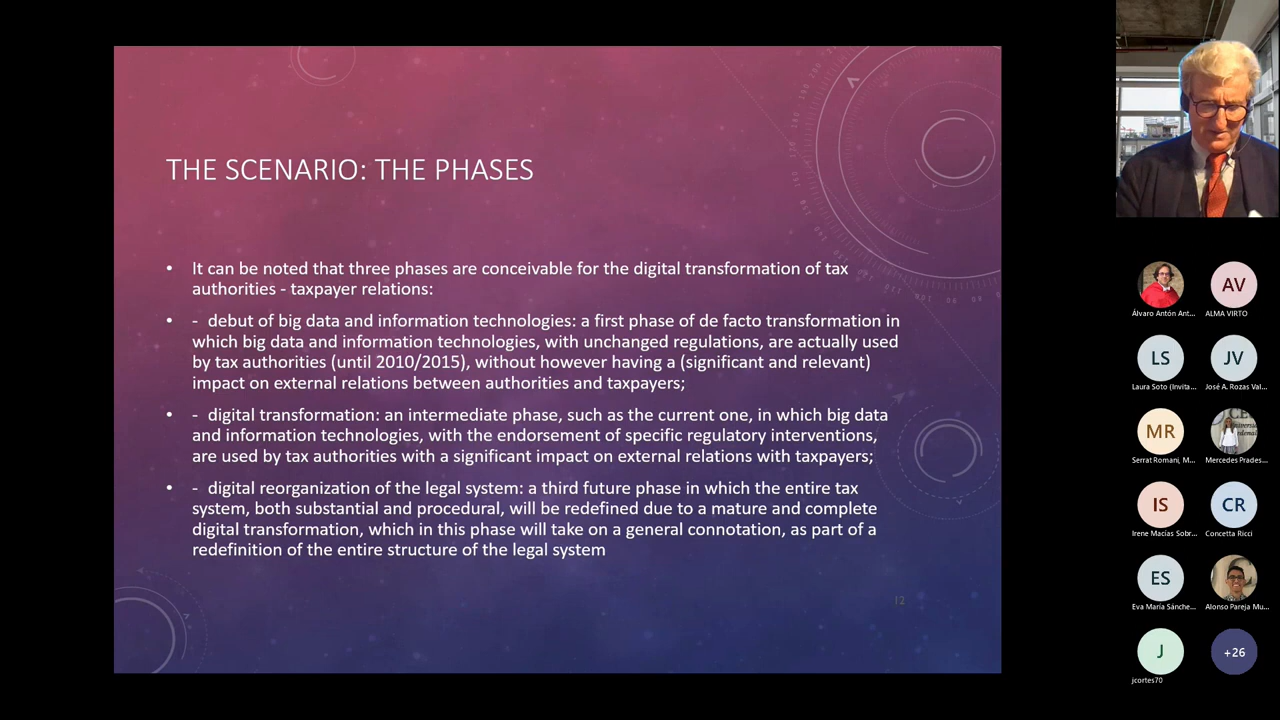 THE SCENARIO: THE PHASES
• It can be noted that three phases are conceivable for the digital transformation of tax
authorities - taxpayer relations:
• - debut of big data and information technologies: a first phase of de facto transformation in
which big data and information technologies, with unchanged regulations, are actually used
by tax authorities (until 2010/2015), without however having a (significant and relevant)
impact on external relations between authorities and taxpayers;
• - digital transformation: an intermediate phase, such as the current one, in which big data
and information technologies, with the endorsement of specific regulatory interventions,
are used by tax authorities with a significant impact on external relations with taxpayers;
• - digital reorganization of the legal system: a third future phase in which the entire tax
system, both substantial and procedural, will be redefined due to a mature and complete
digital transformation, which in this phase will take on a general connotation, as part of a
redefinition of the entire structure of the legal system
12
AV
Álvaro Antón Ant... ALMA VIRTO
LS JV
Laura Soto (Invita... José A. Rozas Val...
MR
Serrat Romani, M... Mercedes Prades...
IS CR
Irene Macías Sobr... Concetta Ricci
ES
Eva María Sánche... Alonso Pareja Mu...
J +26
jcortes70